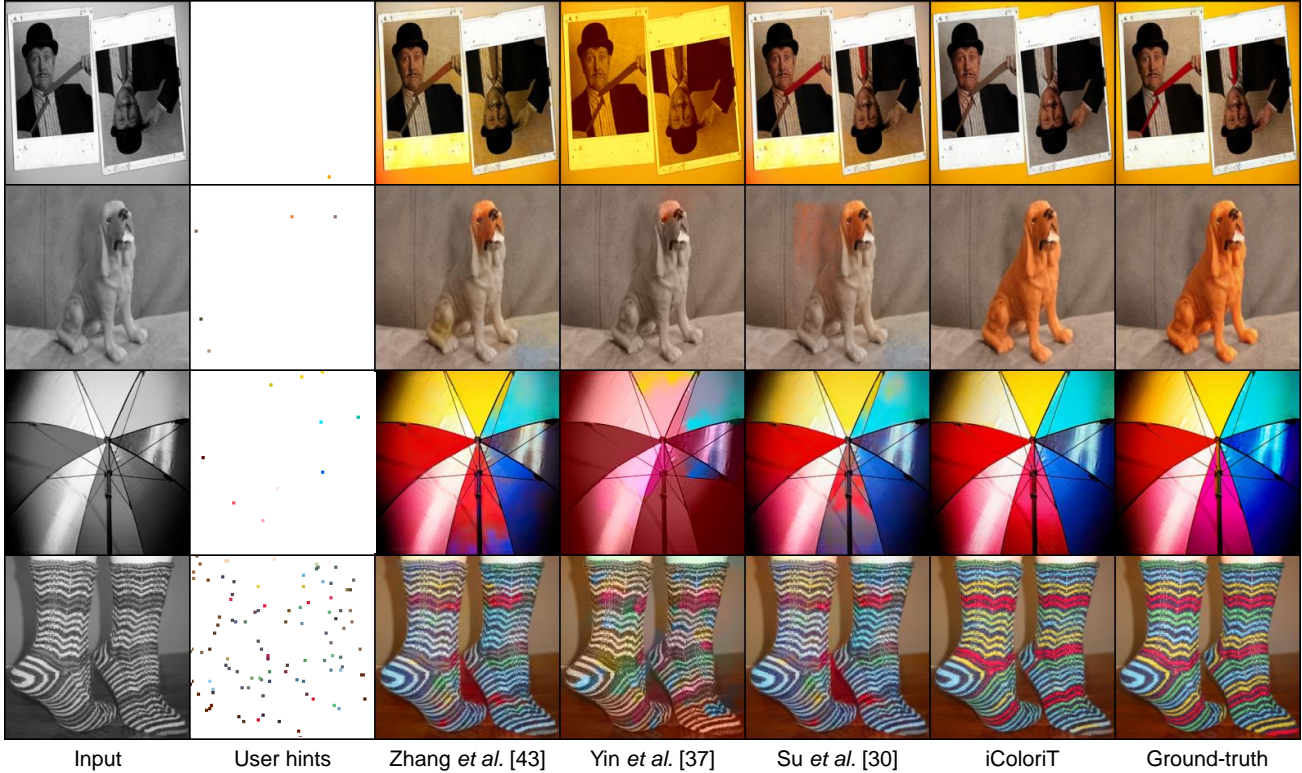 Input
User hints
Zhang et al. [43]
Yin et al. [37]
Su et al. [30]
iColoriT
Ground-truth